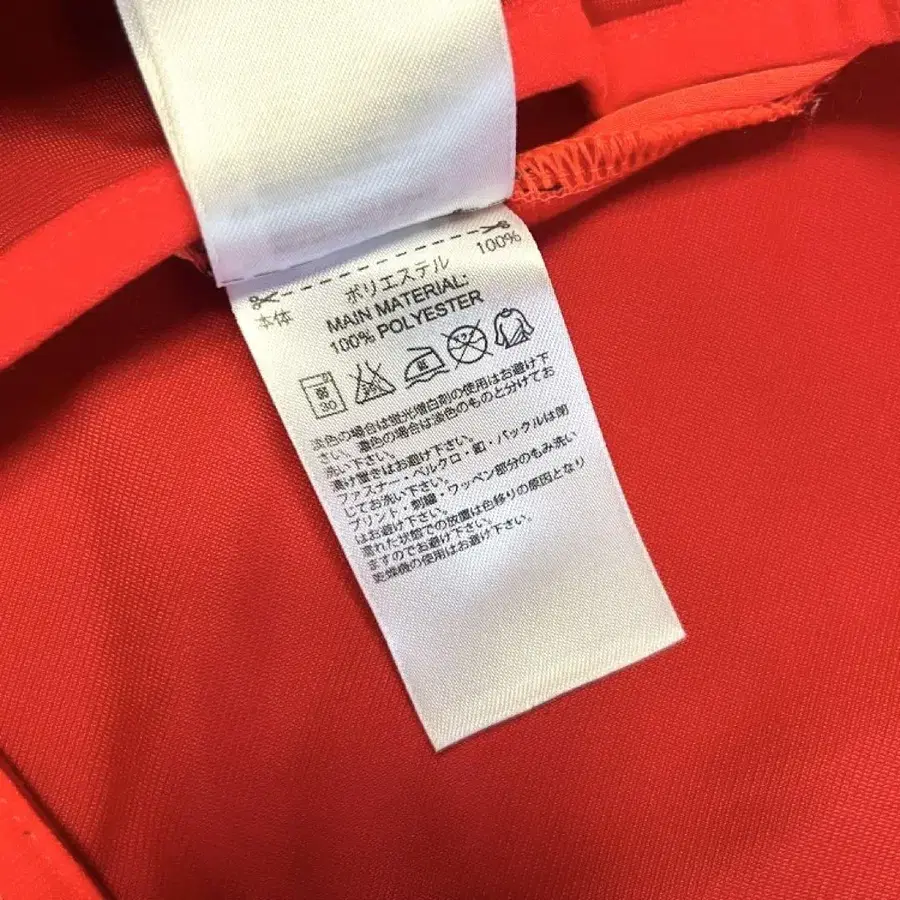 本体 ポリエステル 100%
MAIN MATERIAL:
100% POLYESTER
弱 30
淡色の場合は蛍光増白剤の使用はお避け下
さい。濃色の場合は淡色のものと分けてお
洗い下さい。
漬け置きはお避け下さい。
ファスナー・ベルクロ・釦・バックルは閉
じてお洗い下さい。
プリント・刺繍・ワッペン部分のもみ洗い
はお避け下さい。
濡れた状態での放置は色移りの原因となり
ますのでお避け下さい。
乾燥機の使用はお避け下さい。